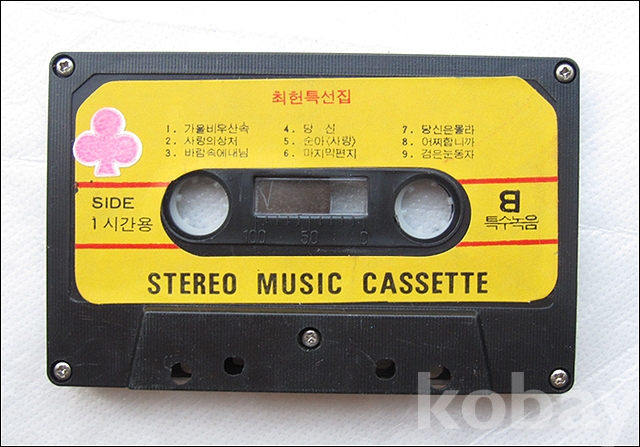 최헌특선집
1. 가을비우산속 4. 당 신 7. 당신은몰라
2. 사랑의상처 5. 순아(사랑) 8. 어찌합니까
3. 바람속에내님 6. 마지막편지 9. 검은눈동자
SIDE B
1시간용 특수녹음
100 50 0
STEREO MUSIC CASSETTE
kobay